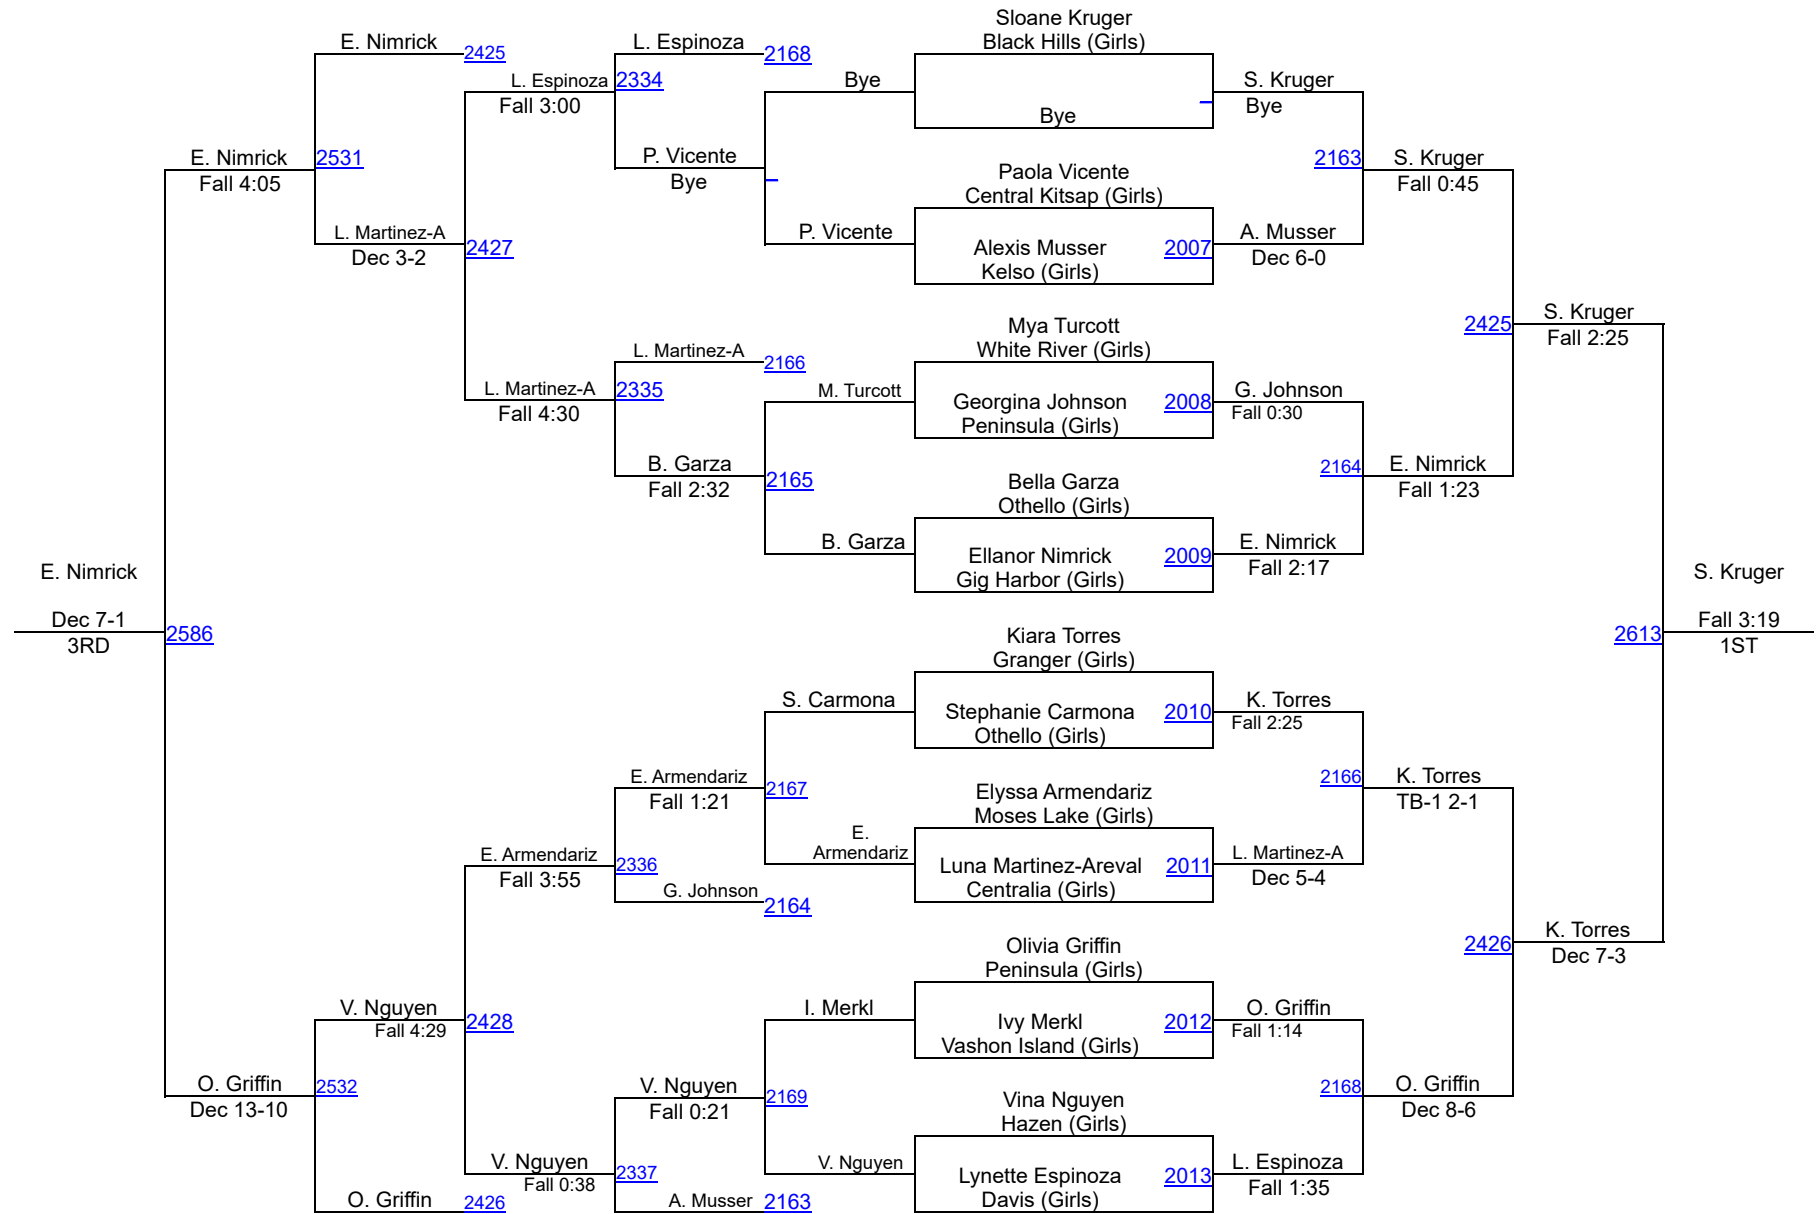 Sloane Kruger
Black Hills (Girls)
E. Nimrick
2425
L. Espinoza
2168
L. Espinoza
2334
Fall 3:00
Bye
S. Kruger
Bye
Bye
P. Vicente
Bye
E. Nimrick
2531
Fall 4:05
2163
S. Kruger
Fall 0:45
Paola Vicente
Central Kitsap (Girls)
P. Vicente
Alexis Musser
Kelso (Girls)
2007
A. Musser
Dec 6-0
L. Martinez-A
Dec 3-2
2427
Mya Turcott
White River (Girls)
2425
S. Kruger
Fall 2:25
L. Martinez-A
2166
L. Martinez-A
2335
Fall 4:30
M. Turcott
Georgina Johnson
Peninsula (Girls)
2008
G. Johnson
Fall 0:30
B. Garza
Fall 2:32
2165
Bella Garza
Othello (Girls)
2164
E. Nimrick
Fall 1:23
B. Garza
Ellanor Nimrick
Gig Harbor (Girls)
2009
E. Nimrick
Fall 2:17
E. Nimrick
Dec 7-1
3RD
2586
S. Kruger
2613
Fall 3:19
1ST
Kiara Torres
Granger (Girls)
S. Carmona
Stephanie Carmona
Othello (Girls)
2010
K. Torres
Fall 2:25
E. Armendariz
Fall 1:21
2167
Elyssa Armendariz
Moses Lake (Girls)
2166
K. Torres
TB-1 2-1
E.
Armendariz
Luna Martinez-Areval
Centralia (Girls)
2011
L. Martinez-A
Dec 5-4
E. Armendariz
Fall 3:55
2336
G. Johnson
2164
Olivia Griffin
Peninsula (Girls)
2426
K. Torres
Dec 7-3
V. Nguyen
Fall 4:29
2428
I. Merkl
Ivy Merkl
Vashon Island (Girls)
2012
O. Griffin
Fall 1:14
O. Griffin
Dec 13-10
2532
V. Nguyen
Fall 0:21
2169
Vina Nguyen
Hazen (Girls)
2168
O. Griffin
Dec 8-6
V. Nguyen
Fall 0:38
2337
V. Nguyen
Lynette Espinoza
Davis (Girls)
2013
L. Espinoza
Fall 1:35
O. Griffin
2426
A. Musser
2163